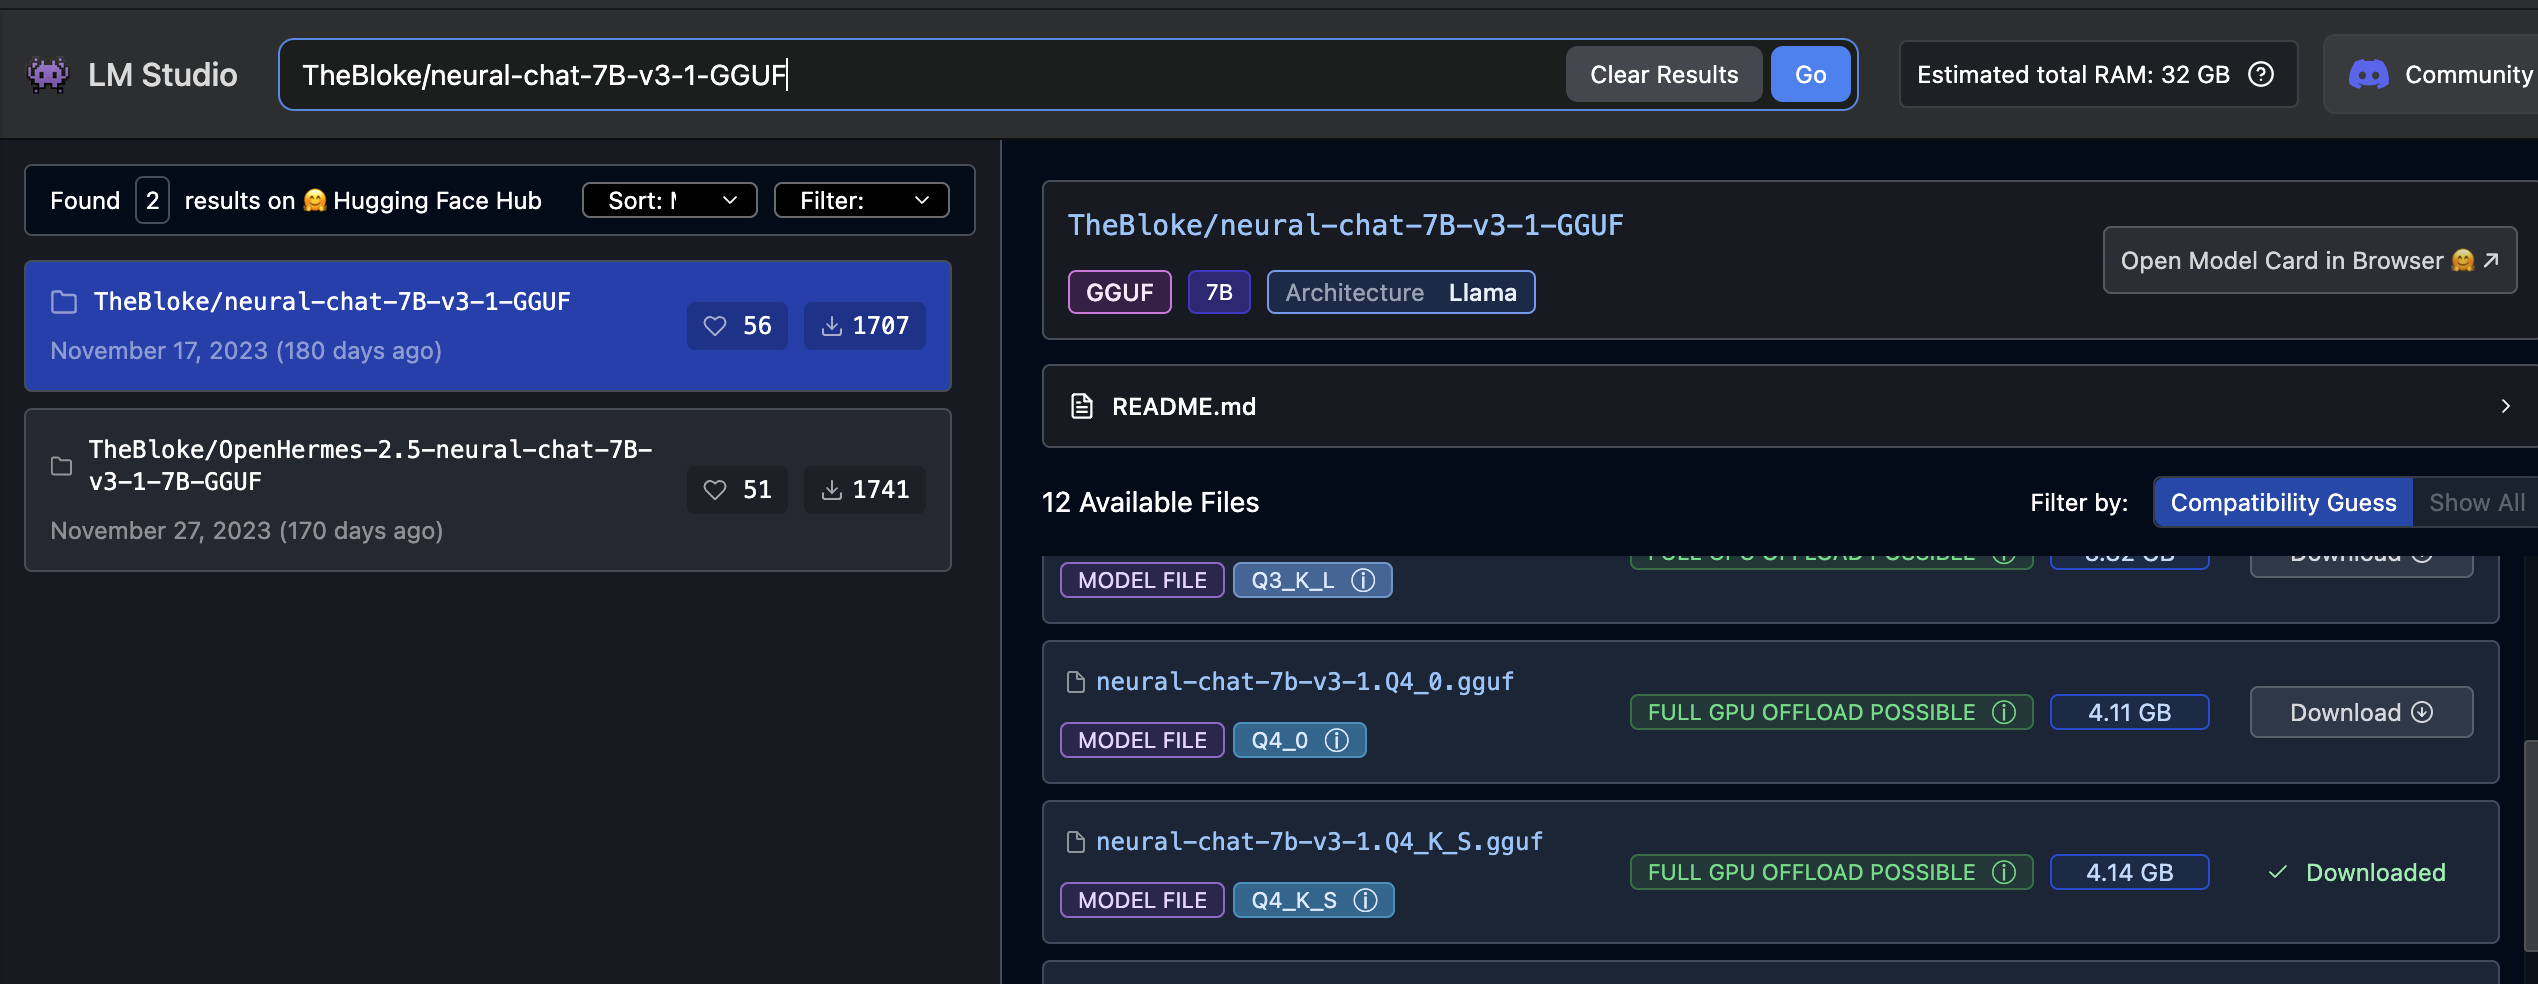 LM Studio
TheBloke/neural-chat-7B-v3-1-GGUF
Clear Results
Go
Estimated total RAM: 32 GB
Community
Found 2 results on 🤗 Hugging Face Hub
Sort:
Filter:
TheBloke/neural-chat-7B-v3-1-GGUF
56
1707
November 17, 2023 (180 days ago)
TheBloke/OpenHermes-2.5-neural-chat-7B-
v3-1-7B-GGUF
51
1741
November 27, 2023 (170 days ago)
TheBloke/neural-chat-7B-v3-1-GGUF
GGUF
7B
Architecture Llama
Open Model Card in Browser 🤗
README.md
12 Available Files
Filter by:
Compatibility Guess
Show All
FULL GPU OFFLOAD POSSIBLE
Download
MODEL FILE
Q3_K_L
neural-chat-7b-v3-1.Q4_0.gguf
MODEL FILE
Q4_0
FULL GPU OFFLOAD POSSIBLE
4.11 GB
Download
neural-chat-7b-v3-1.Q4_K_S.gguf
MODEL FILE
Q4_K_S
FULL GPU OFFLOAD POSSIBLE
4.14 GB
Downloaded